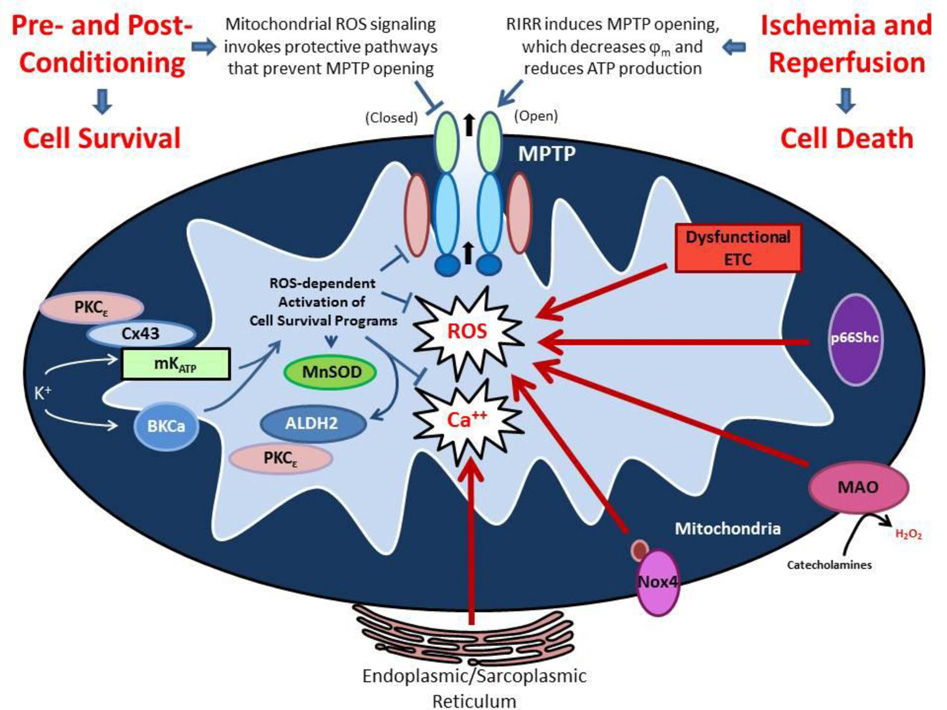 Pre- and Post-
Conditioning
Cell Survival
Mitochondrial ROS signaling
invokes protective pathways
that prevent MPTP opening
RIRR induces MPTP opening,
which decreases φm and
reduces ATP production
Ischemia and
Reperfusion
Cell Death
(Closed)
(Open)
MPTP
Dysfunctional
ETC
ROS-dependent
Activation of
Cell Survival Programs
ROS
PKCε
Cx43
mKATP
K+
BKCa
MnSOD
ALDH2
PKCε
Ca++
p66Shc
MAO
H2O2
Catecholamines
Mitochondria
Nox4
Endoplasmic/Sarcoplasmic
Reticulum